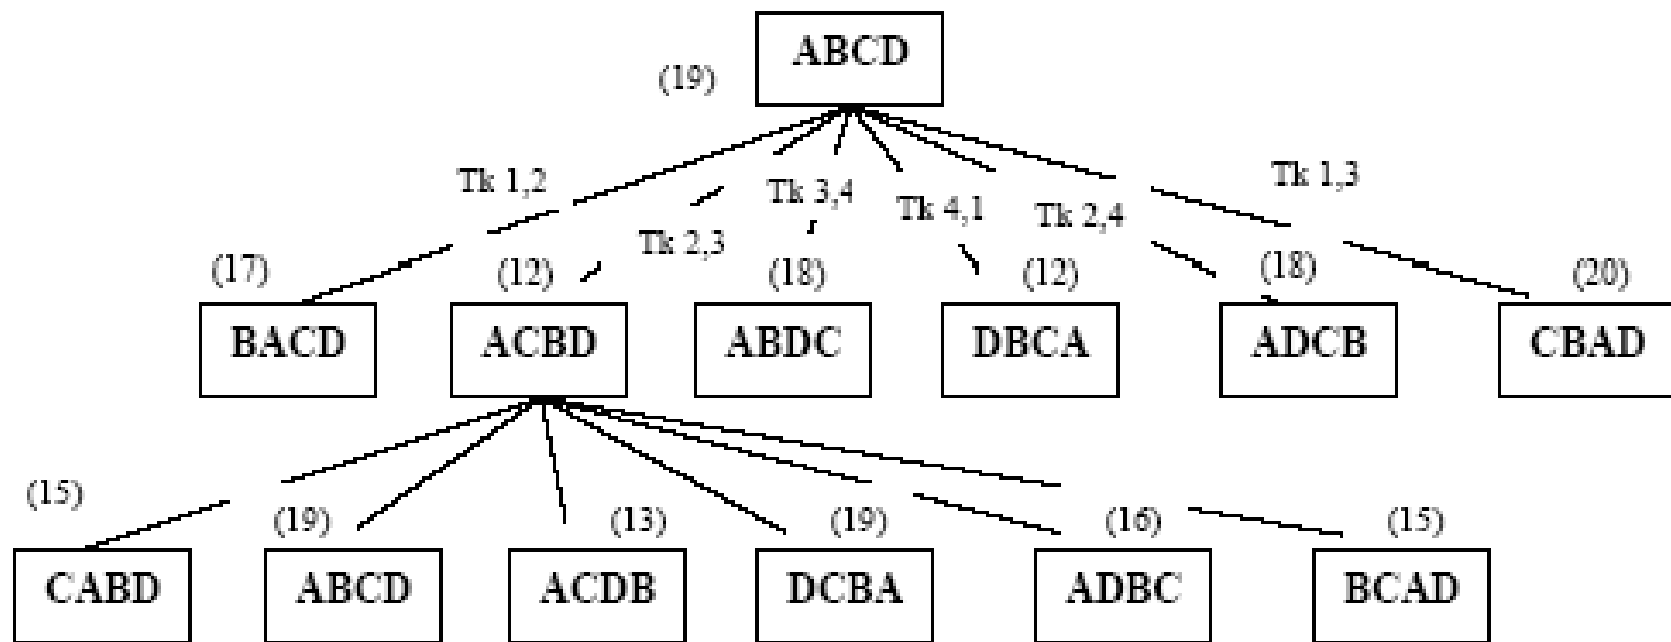 ABCD
(19)
Tk 1,2
Tk 2,3
Tk 3,4
Tk 4,1
Tk 2,4
Tk 1,3
(17)
(12)
(18)
(12)
(18)
(20)
BACD
ACBD
ABDC
DBCA
ADCB
CBAD
(15)
(19)
(13)
(19)
(16)
(15)
CABD
ABCD
ACDB
DCBA
ADBC
BCAD